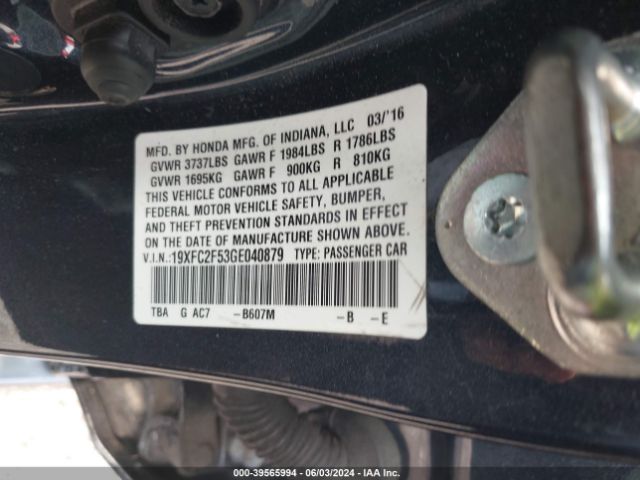 MFD. BY HONDA MFG. OF INDIANA, LLC 03/'16
GVWR 3737LBS GAWR F 1984LBS R 1786LBS
GVWR 1695KG GAWR F 900KG R 810KG
THIS VEHICLE CONFORMS TO ALL APPLICABLE
FEDERAL MOTOR VEHICLE SAFETY, BUMPER,
AND THEFT PREVENTION STANDARDS IN EFFECT
ON THE DATE OF MANUFACTURE SHOWN ABOVE.
V.I.N.:19XFC2F53GE040879 TYPE: PASSENGER CAR
TBA G AC7 -B607M -B -E
000-39565994 - 06/03/2024 - IAA Inc.